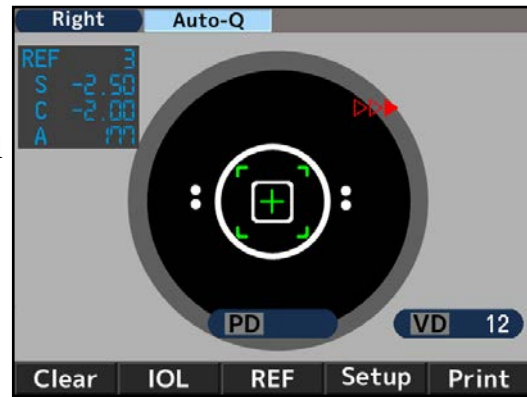 Right Auto-Q
REF 3
S -2.50
C -2.00
A 177
PD
VD 12
Clear IOL REF Setup Print